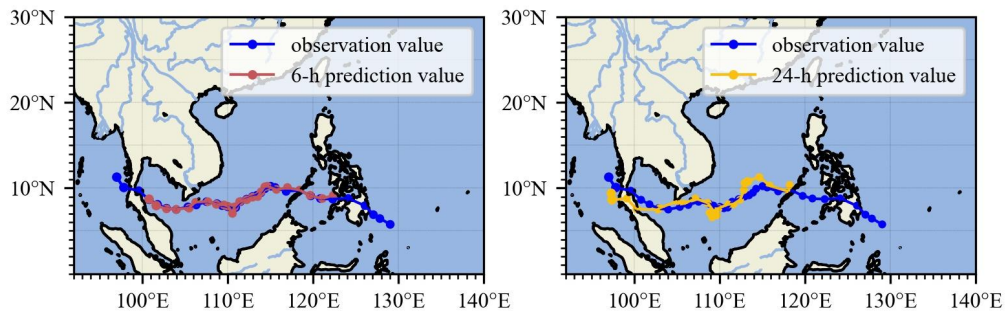 30°N
20°N
10°N
100°E 110°E 120°E 130°E 140°E
observation value
6-h prediction value
30°N
20°N
10°N
100°E 110°E 120°E 130°E 140°E
observation value
24-h prediction value